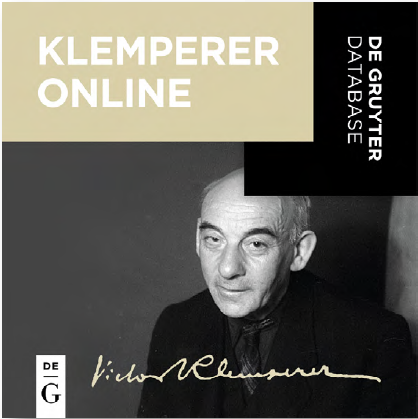 KLEMPERER
ONLINE
DE GRUYTER
DATABASE
Victor Klemperer
DE
G